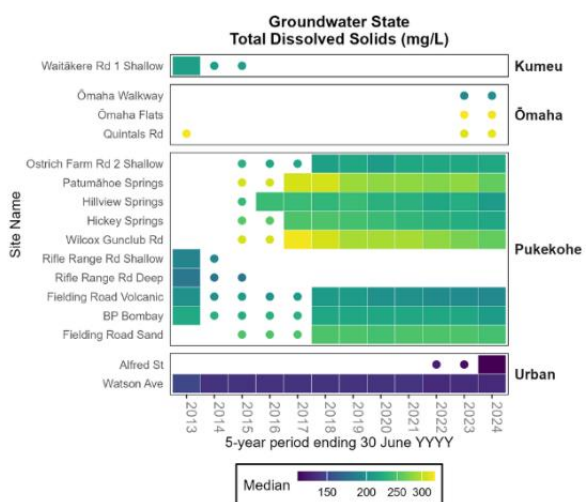 Groundwater State
Total Dissolved Solids (mg/L)
Waitākere Rd 1 Shallow
Kumeu
Ōmaha Walkway
Ōmaha Flats
Quintals Rd
Ōmaha
Ostrich Farm Rd 2 Shallow
Patumāhoe Springs
Hillview Springs
Hickey Springs
Wilcox Gunclub Rd
Rifle Range Rd Shallow
Rifle Range Rd Deep
Fielding Road Volcanic
BP Bombay
Fielding Road Sand
Pukekohe
Alfred St
Watson Ave
Urban
Site Name
2013 2014 2015 2016 2017 2018 2019 2020 2021 2022 2023 2024
5-year period ending 30 June YYYY
Median
150 200 250 300